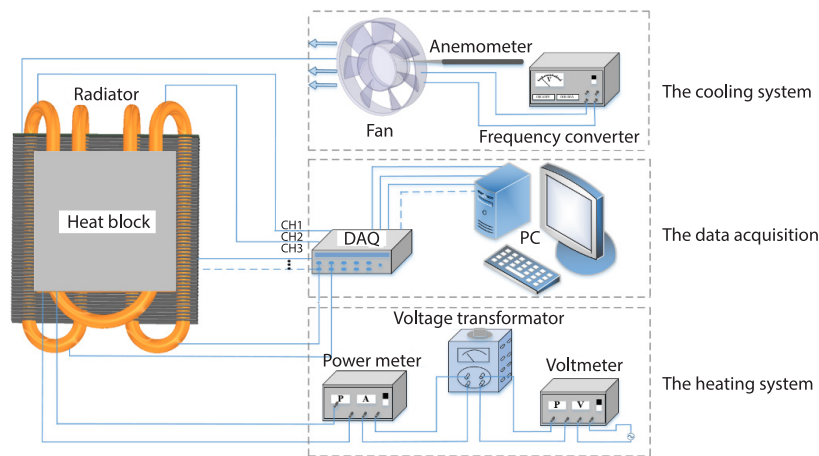 Anemometer
Radiator
Fan
Frequency converter
The cooling system
Heat block
CH1
CH2
CH3
DAQ
PC
The data acquisition
Voltage transformator
Power meter
Voltmeter
P A
P V
The heating system